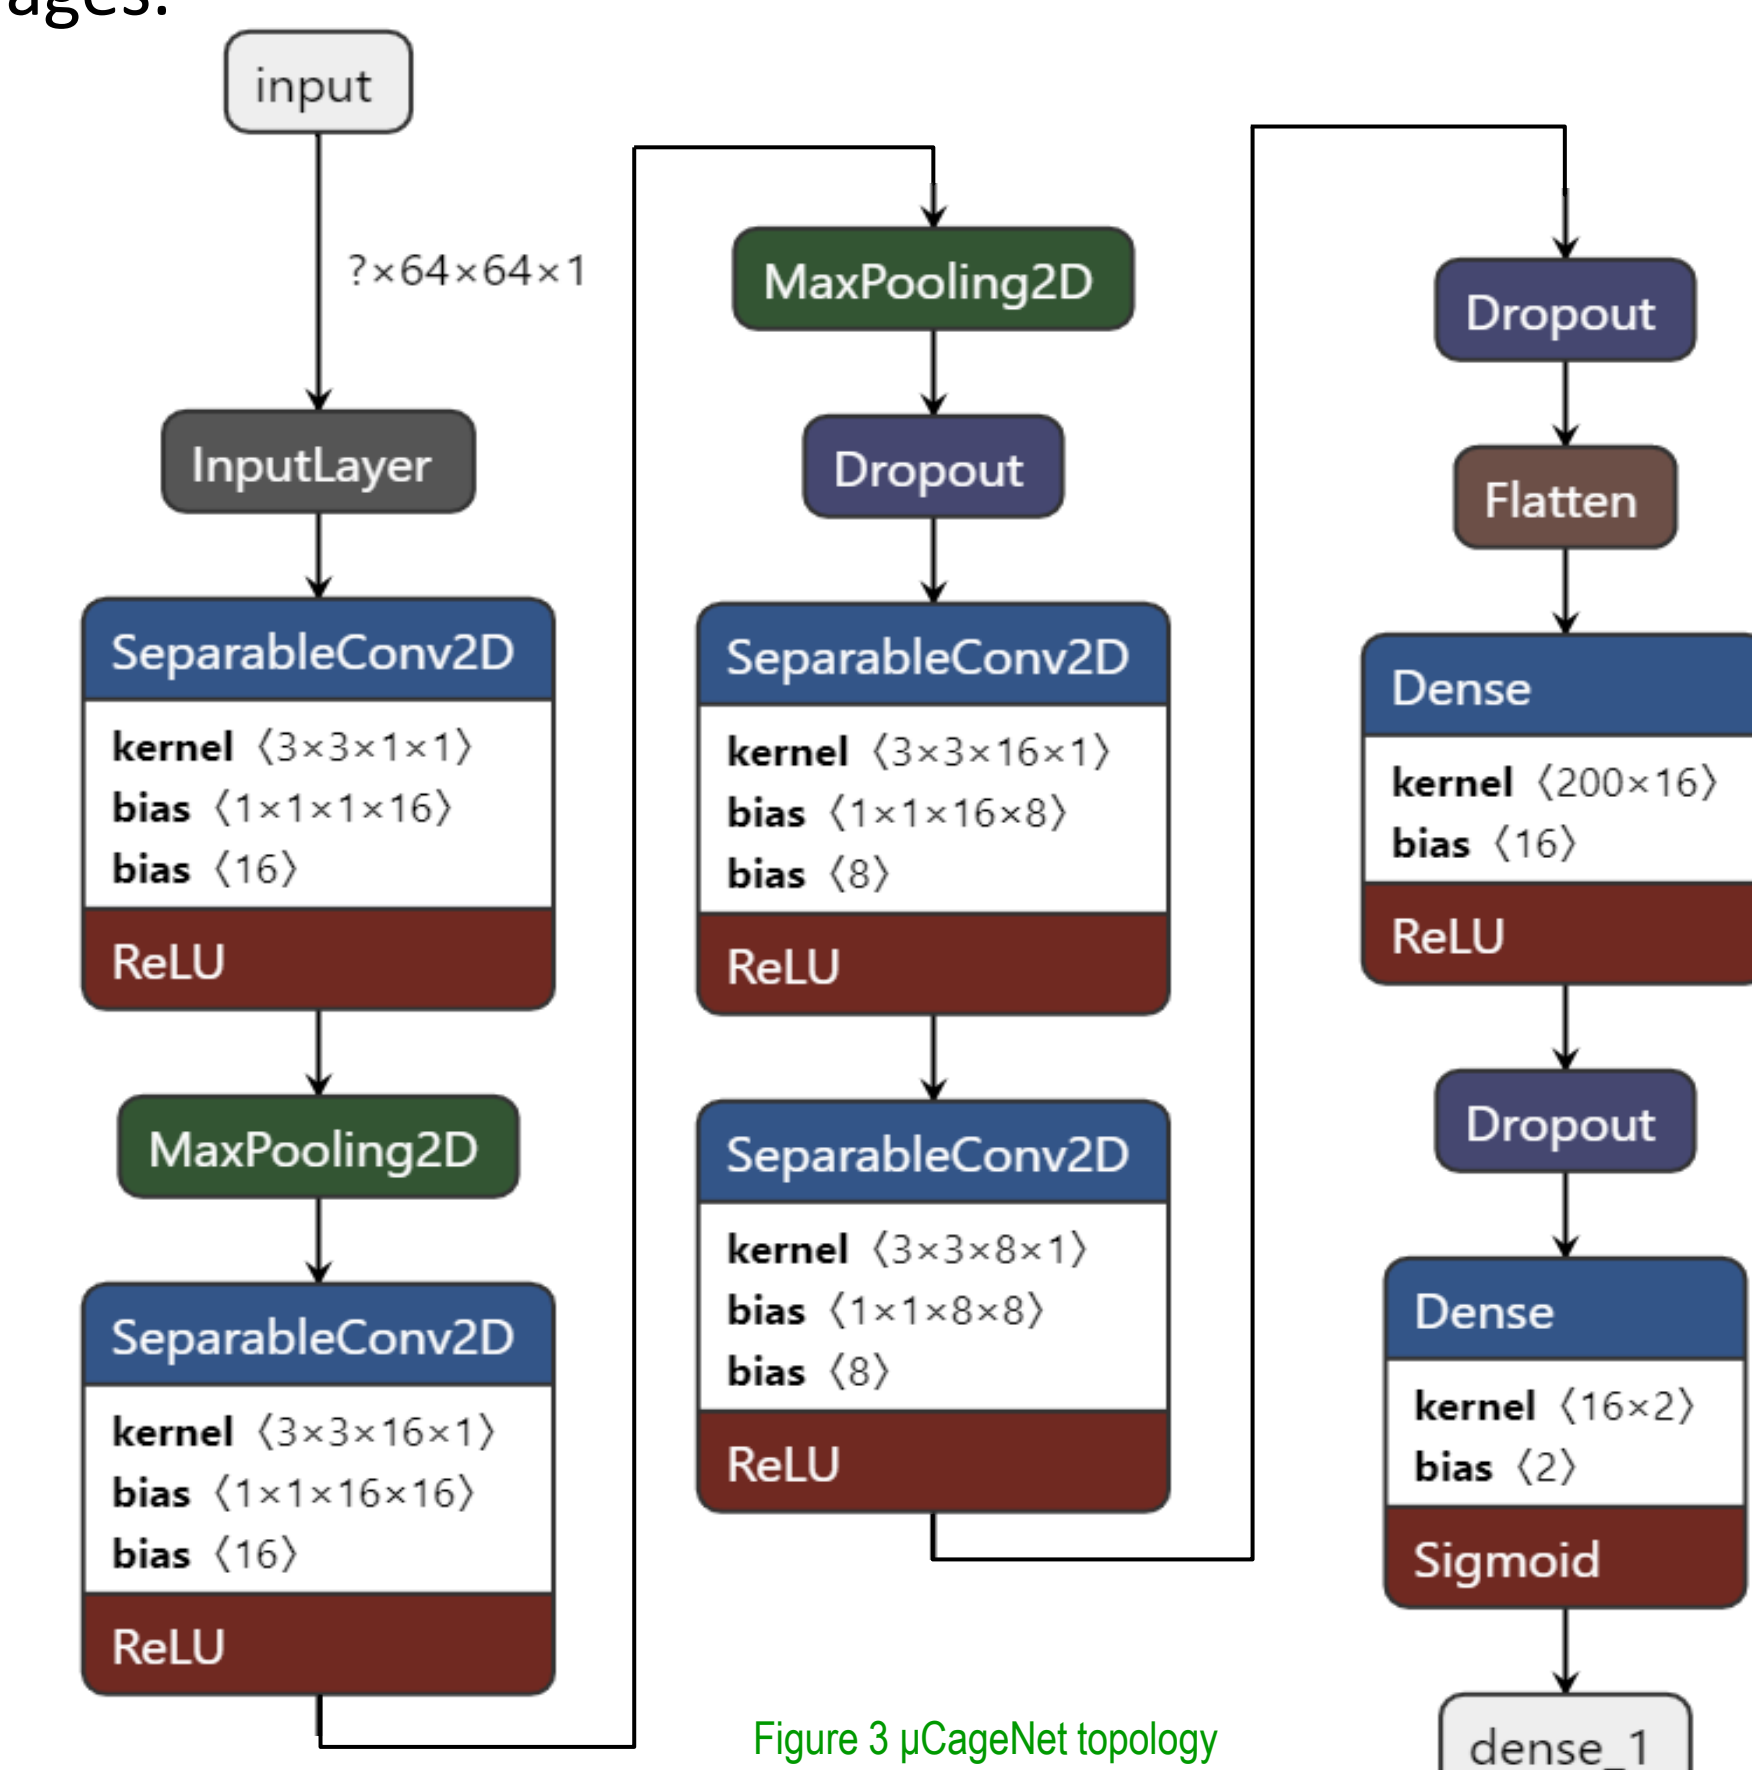 ages.
input
?×64×64×1
InputLayer
SeparableConv2D
kernel ⟨3×3×1×1⟩
bias ⟨1×1×1×16⟩
bias ⟨16⟩
ReLU
MaxPooling2D
SeparableConv2D
kernel ⟨3×3×16×1⟩
bias ⟨1×1×16×16⟩
bias ⟨16⟩
ReLU
MaxPooling2D
Dropout
SeparableConv2D
kernel ⟨3×3×16×1⟩
bias ⟨1×1×16×8⟩
bias ⟨8⟩
ReLU
SeparableConv2D
kernel ⟨3×3×8×1⟩
bias ⟨1×1×8×8⟩
bias ⟨8⟩
ReLU
Dropout
Flatten
Dense
kernel ⟨200×16⟩
bias ⟨16⟩
ReLU
Dropout
Dense
kernel ⟨16×2⟩
bias ⟨2⟩
Sigmoid
dense_1
Figure 3 µCageNet topology